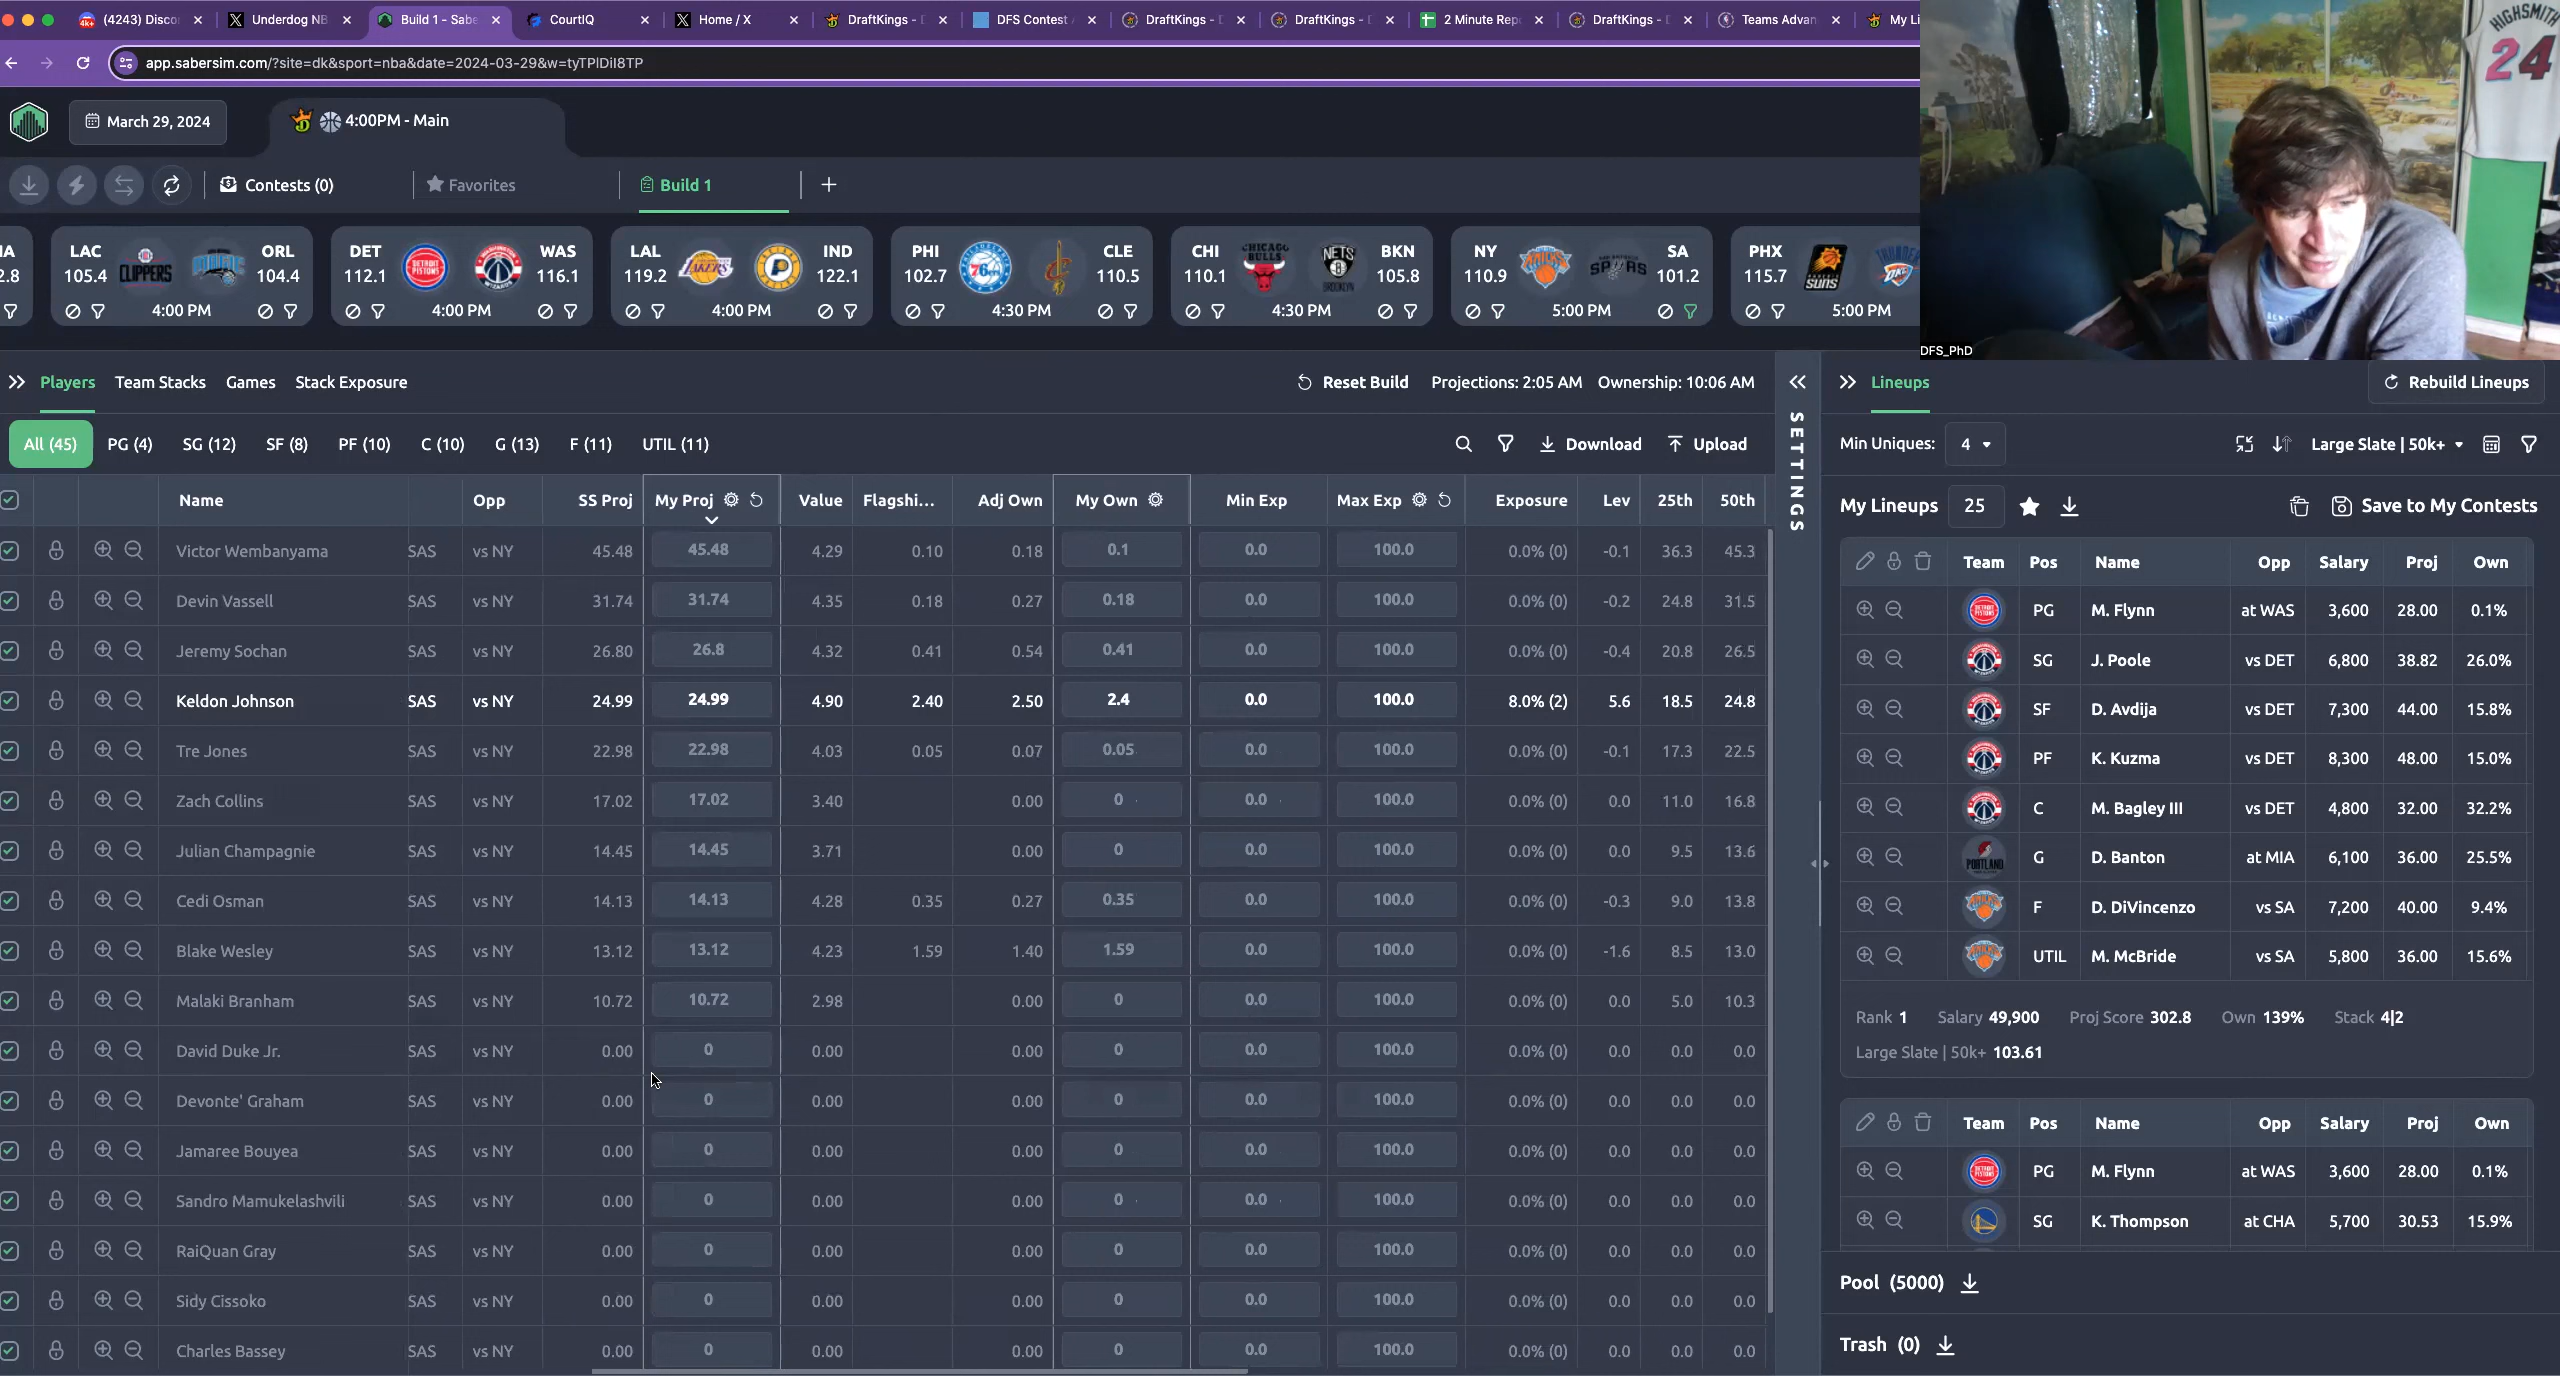 (4243) Disco
Underdog NB
Build 1 - Sabe
CourtIQ
Home / X
DraftKings - D
DFS Contest A
DraftKings - D
DraftKings - D
2 Minute Rep
DraftKings - D
Teams Advan
My Li
app.sabersim.com/?site=dk&sport=nba&date=2024-03-29&w=tyTPlDiI8TP
March 29, 2024
4:00PM - Main
Contests (0)
Favorites
Build 1
LAC 105.4 CLIPPERS ORL 104.4
4:00 PM
DET 112.1 WAS 116.1
4:00 PM
LAL 119.2 IND 122.1
4:00 PM
PHI 102.7 CLE 110.5
4:30 PM
CHI 110.1 BKN 105.8
4:30 PM
NY 110.9 SA 101.2
5:00 PM
PHX 115.7
5:00 PM
HIGHSMITH
24
DFS_PhD
Players Team Stacks Games Stack Exposure
Reset Build Projections: 2:05 AM Ownership: 10:06 AM
All (45) PG (4) SG (12) SF (8) PF (10) C (10) G (13) F (11) UTIL (11)
Download Upload
Name Opp SS Proj My Proj Value Flagshi... Adj Own My Own Min Exp Max Exp Exposure Lev 25th 50th
Victor Wembanyama SAS vs NY 45.48 45.48 4.29 0.10 0.18 0.1 0.0 100.0 0.0% (0) -0.1 36.3 45.3
Devin Vassell SAS vs NY 31.74 31.74 4.35 0.18 0.27 0.18 0.0 100.0 0.0% (0) -0.2 24.8 31.5
Jeremy Sochan SAS vs NY 26.80 26.8 4.32 0.41 0.54 0.41 0.0 100.0 0.0% (0) -0.4 20.8 26.5
Keldon Johnson SAS vs NY 24.99 24.99 4.90 2.40 2.50 2.4 0.0 100.0 8.0% (2) 5.6 18.5 24.8
Tre Jones SAS vs NY 22.98 22.98 4.03 0.05 0.07 0.05 0.0 100.0 0.0% (0) -0.1 17.3 22.5
Zach Collins SAS vs NY 17.02 17.02 3.40 0.00 0 0.0 100.0 0.0% (0) 0.0 11.0 16.8
Julian Champagnie SAS vs NY 14.45 14.45 3.71 0.00 0 0.0 100.0 0.0% (0) 0.0 9.5 13.6
Cedi Osman SAS vs NY 14.13 14.13 4.28 0.35 0.27 0.35 0.0 100.0 0.0% (0) -0.3 9.0 13.8
Blake Wesley SAS vs NY 13.12 13.12 4.23 1.59 1.40 1.59 0.0 100.0 0.0% (0) -1.6 8.5 13.0
Malaki Branham SAS vs NY 10.72 10.72 2.98 0.00 0 0.0 100.0 0.0% (0) 0.0 5.0 10.3
David Duke Jr. SAS vs NY 0.00 0 0.00 0.00 0 0.0 100.0 0.0% (0) 0.0 0.0 0.0
Devonte' Graham SAS vs NY 0.00 0 0.00 0.00 0 0.0 100.0 0.0% (0) 0.0 0.0 0.0
Jamaree Bouyea SAS vs NY 0.00 0 0.00 0.00 0 0.0 100.0 0.0% (0) 0.0 0.0 0.0
Sandro Mamukelashvili SAS vs NY 0.00 0 0.00 0.00 0 0.0 100.0 0.0% (0) 0.0 0.0 0.0
RaiQuan Gray SAS vs NY 0.00 0 0.00 0.00 0 0.0 100.0 0.0% (0) 0.0 0.0 0.0
Sidy Cissoko SAS vs NY 0.00 0 0.00 0.00 0 0.0 100.0 0.0% (0) 0.0 0.0 0.0
Charles Bassey SAS vs NY 0.00 0 0.00 0.00 0 0.0 100.0 0.0% (0) 0.0 0.0 0.0
SETTINGS
Lineups
Rebuild Lineups
Min Uniques: 4
Large Slate | 50k+
My Lineups 25
Save to My Contests
Team Pos Name Opp Salary Proj Own
PG M. Flynn at WAS 3,600 28.00 0.1%
SG J. Poole vs DET 6,800 38.82 26.0%
SF D. Avdija vs DET 7,300 44.00 15.8%
PF K. Kuzma vs DET 8,300 48.00 15.0%
C M. Bagley III vs DET 4,800 32.00 32.2%
G D. Banton at MIA 6,100 36.00 25.5%
F D. DiVincenzo vs SA 7,200 40.00 9.4%
UTIL M. McBride vs SA 5,800 36.00 15.6%
Rank 1 Salary 49,900 Proj Score 302.8 Own 139% Stack 4|2
Large Slate | 50k+ 103.61
Team Pos Name Opp Salary Proj Own
PG M. Flynn at WAS 3,600 28.00 0.1%
SG K. Thompson at CHA 5,700 30.53 15.9%
Pool (5000)
Trash (0)